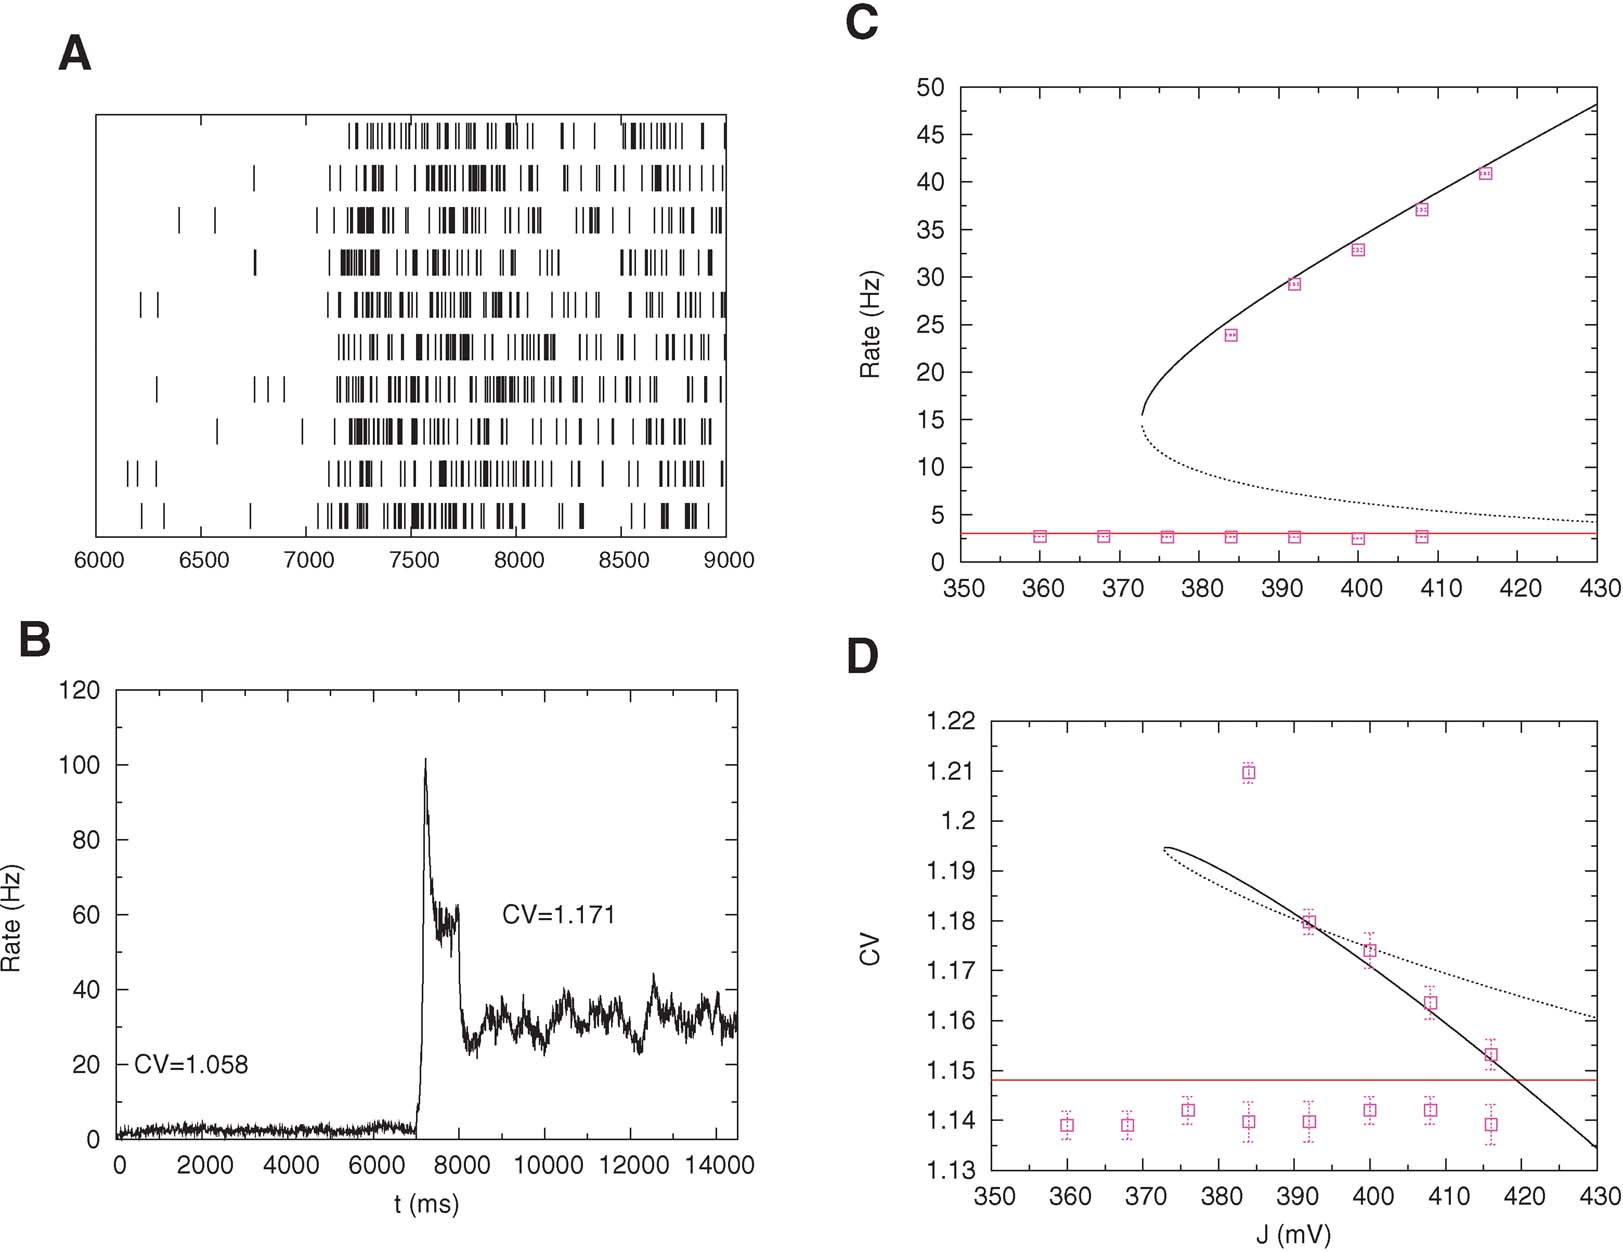 A
6000 6500 7000 7500 8000 8500 9000
B
120
100
80
60
40
20
0
Rate (Hz)
CV=1.171
CV=1.058
0 2000 4000 6000 8000 10000 12000 14000
t (ms)
C
50
45
40
35
30
25
20
15
10
5
0
Rate (Hz)
350 360 370 380 390 400 410 420 430
D
1.22
1.21
1.2
1.19
1.18
1.17
1.16
1.15
1.14
1.13
CV
350 360 370 380 390 400 410 420 430
J (mV)